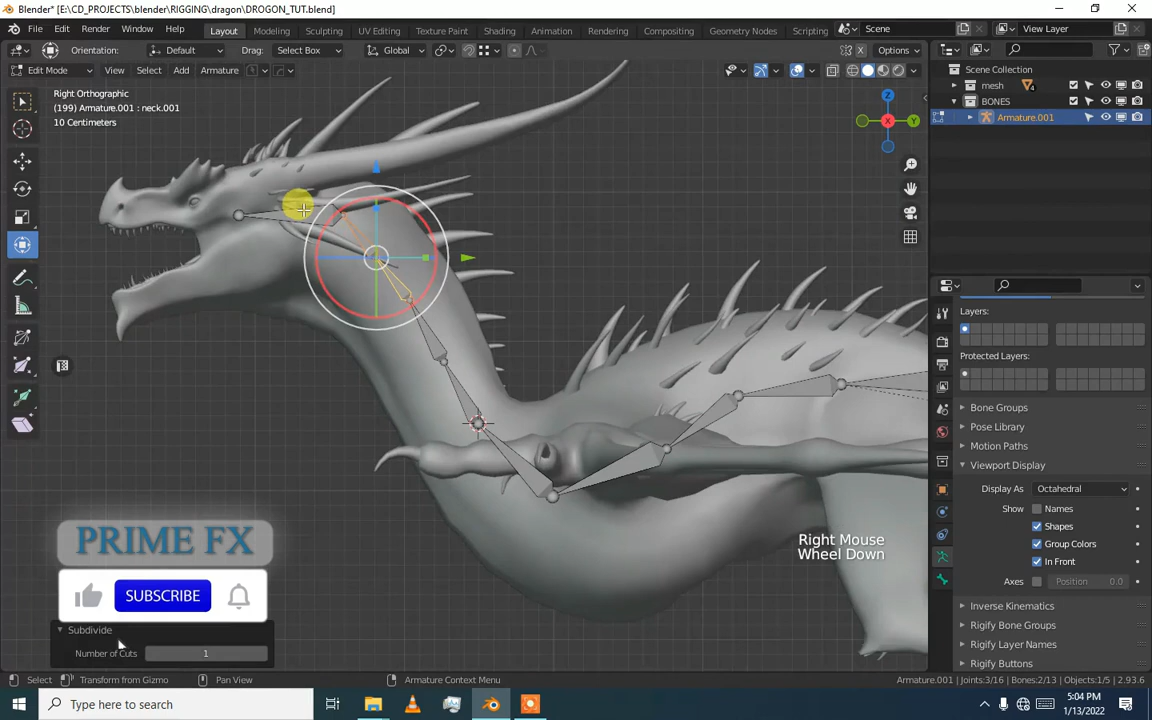 Blender* [E:\CD_PROJECTS\blender\RIGGING\dragon\DROGON_TUT.blend]
File Edit Render Window Help Layout Modeling Sculpting UV Editing Texture Paint Shading Animation Rendering Compositing Geometry Nodes Scripting Scene View Layer
Orientation: Default Drag: Select Box Global Options
Edit Mode View Select Add Armature
Right Orthographic
(199) Armature.001 : neck.001
10 Centimeters
Z
Y
X
Scene Collection
mesh 4
BONES
Armature.001
Layers:
Protected Layers:
Bone Groups
Pose Library
Motion Paths
Viewport Display
Display As Octahedral
Show Names
Shapes
Group Colors
In Front
Axes Position 0.0
Inverse Kinematics
Rigify Bone Groups
Rigify Layer Names
Rigify Buttons
PRIME FX
SUBSCRIBE
Right Mouse
Wheel Down
Subdivide
Number of Cuts 1
Select Transform from Gizmo Pan View Armature Context Menu Armature.001 | Joints:3/16 | Bones:2/13 | Objects:1/5 | 2.93.6
Type here to search
5:04 PM
1/13/2022